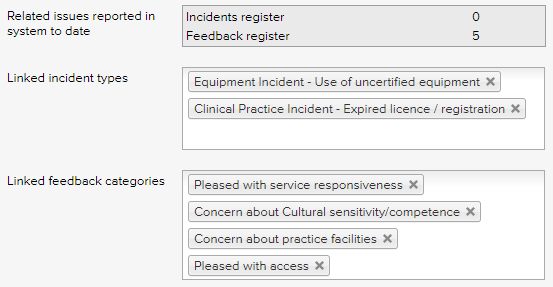 Related issues reported in
system to date
Incidents register 0
Feedback register 5
Linked incident types
Equipment Incident - Use of uncertified equipment ×
Clinical Practice Incident - Expired licence / registration ×
Linked feedback categories
Pleased with service responsiveness ×
Concern about Cultural sensitivity/competence ×
Concern about practice facilities ×
Pleased with access ×